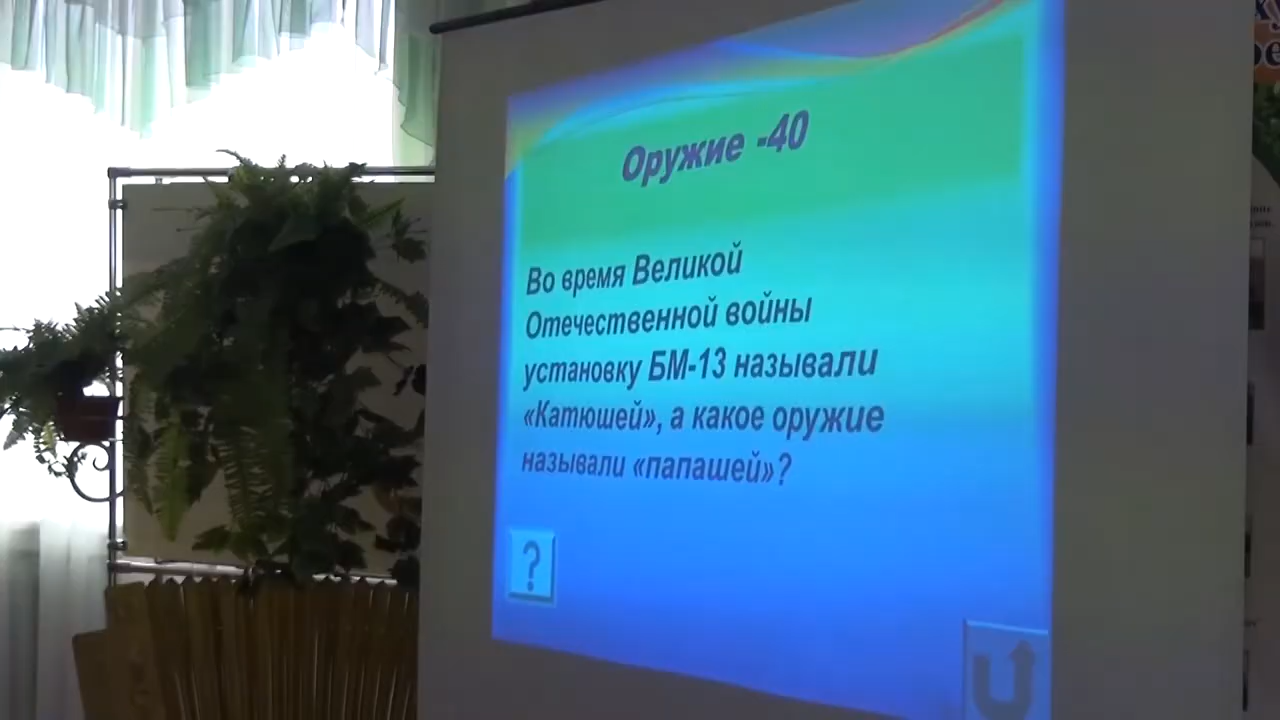 Оружие -40
Во время Великой
Отечественной войны
установку БМ-13 называли
«Катюшей», а какое оружие
называли «папашей»?
?